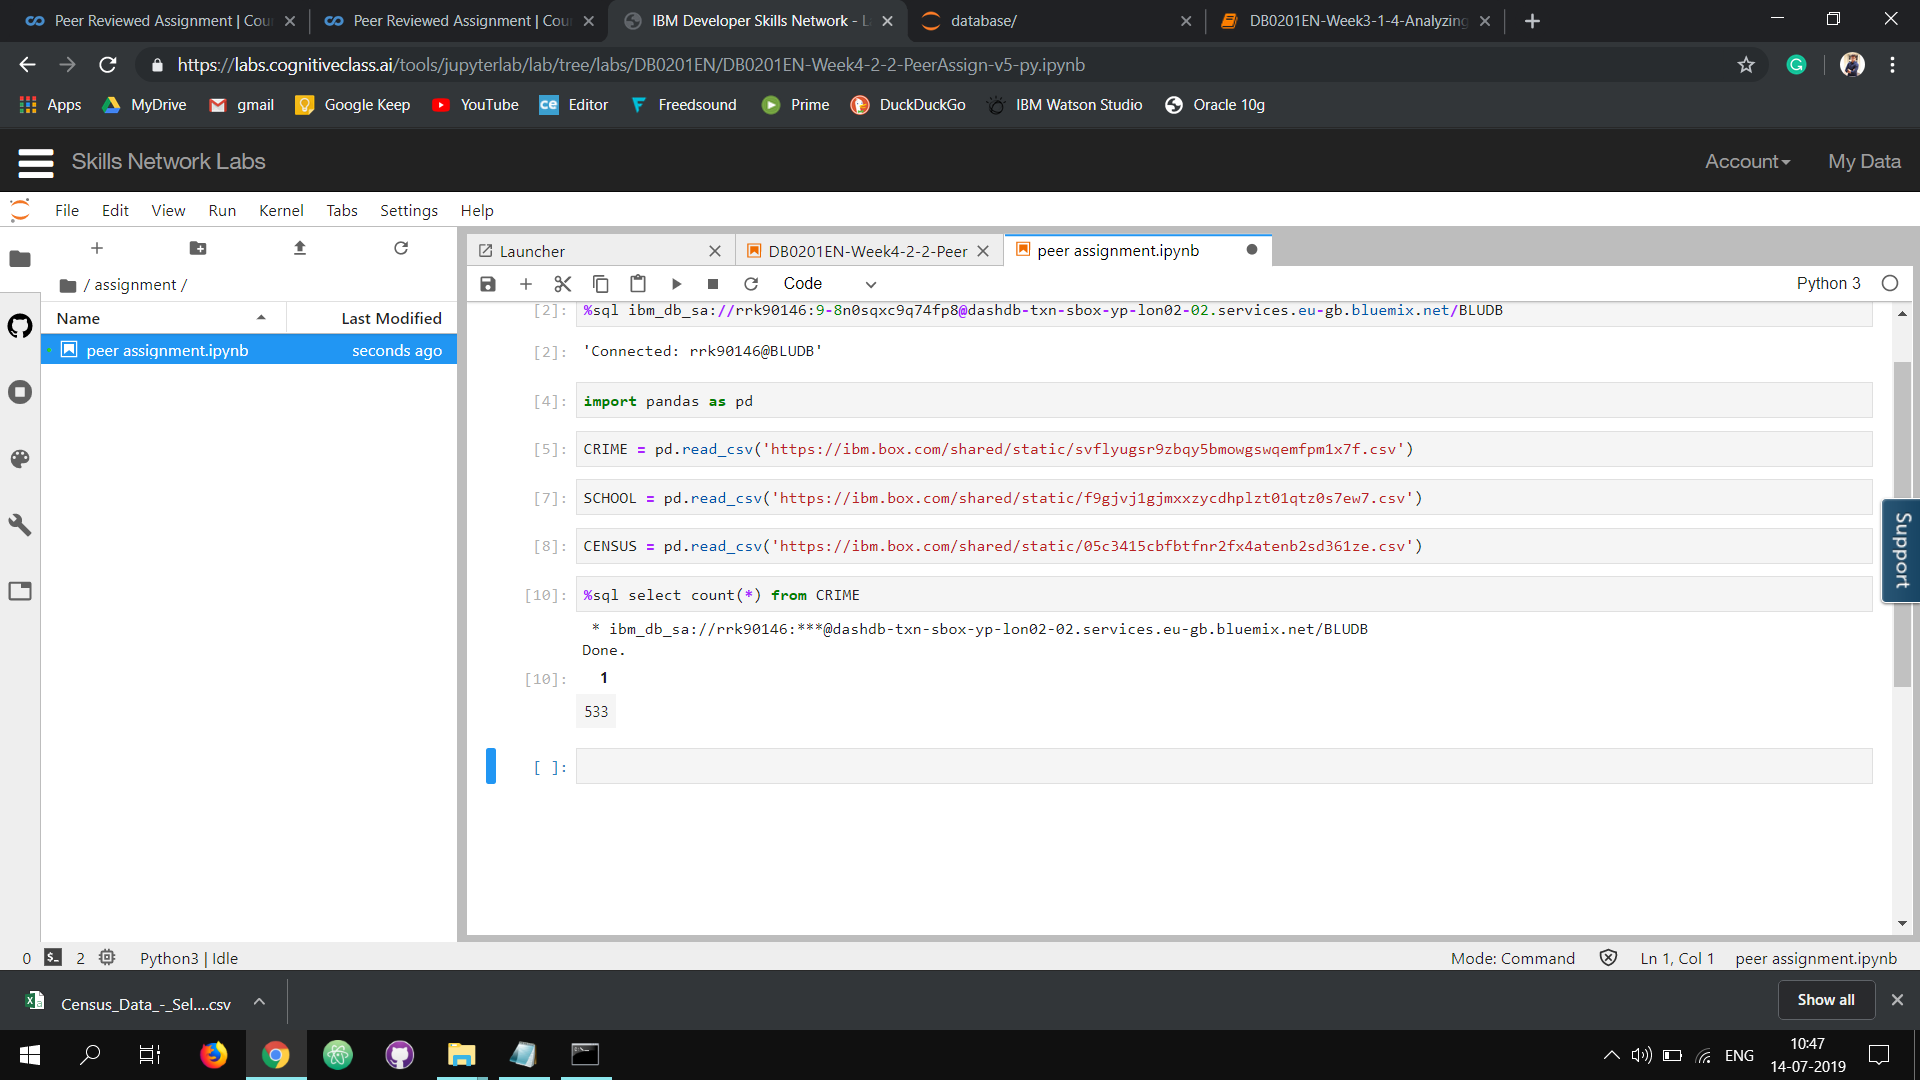 Peer Reviewed Assignment | Cou
Peer Reviewed Assignment | Cou
IBM Developer Skills Network - L
database/
DB0201EN-Week3-1-4-Analyzing
https://labs.cognitiveclass.ai/tools/jupyterlab/lab/tree/labs/DB0201EN/DB0201EN-Week4-2-2-PeerAssign-v5-py.ipynb
Apps MyDrive gmail Google Keep YouTube ce Editor Freedsound Prime DuckDuckGo IBM Watson Studio Oracle 10g
Skills Network Labs Account My Data
File Edit View Run Kernel Tabs Settings Help
Launcher DB0201EN-Week4-2-2-Peer peer assignment.ipynb
/ assignment /
Code Python 3
Name Last Modified
peer assignment.ipynb seconds ago
[2]: %sql ibm_db_sa://rrk90146:9-8n0sqxc9q74fp8@dashdb-txn-sbox-yp-lon02-02.services.eu-gb.bluemix.net/BLUDB
[2]: 'Connected: rrk90146@BLUDB'
[4]: import pandas as pd
[5]: CRIME = pd.read_csv('https://ibm.box.com/shared/static/svflyugsr9zbqy5bmowgswqemfpm1x7f.csv')
[7]: SCHOOL = pd.read_csv('https://ibm.box.com/shared/static/f9gjvj1gjmxxzycdhplzt01qtz0s7ew7.csv')
[8]: CENSUS = pd.read_csv('https://ibm.box.com/shared/static/05c3415cbfbtfnr2fx4atenb2sd361ze.csv')
[10]: %sql select count(*) from CRIME
* ibm_db_sa://rrk90146:***@dashdb-txn-sbox-yp-lon02-02.services.eu-gb.bluemix.net/BLUDB
Done.
[10]: 1
533
[ ]:
Support
0 2 Python3 | Idle Mode: Command Ln 1, Col 1 peer assignment.ipynb
Census_Data_-_Sel....csv Show all
ENG 10:47
14-07-2019